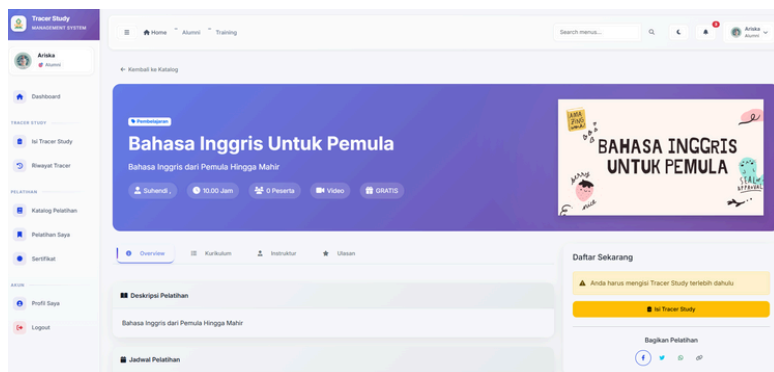 Tracer Study
MANAGEMENT SYSTEM
Home
Alumni
Training
Search menus...
Ariska
Alumni
Ariska
Alumni
Dashboard
TRACER STUDY
Isi Tracer Study
Riwayat Tracer
PELATIHAN
Katalog Pelatihan
Pelatihan Saya
Sertifikat
AKUN
Profil Saya
Logout
← Kembali ke Katalog
Pembelajaran
Bahasa Inggris Untuk Pemula
Bahasa Inggris dari Pemula Hingga Mahir
Suhendi ,
10.00 Jam
0 Peserta
Video
GRATIS
AMA
ZING
BAHASA INGGRIS
UNTUK PEMULA
nice
Overview
Kurikulum
Instruktur
Ulasan
Deskripsi Pelatihan
Bahasa Inggris dari Pemula Hingga Mahir
Jadwal Pelatihan
Daftar Sekarang
Anda harus mengisi Tracer Study terlebih dahulu
Isi Tracer Study
Bagikan Pelatihan